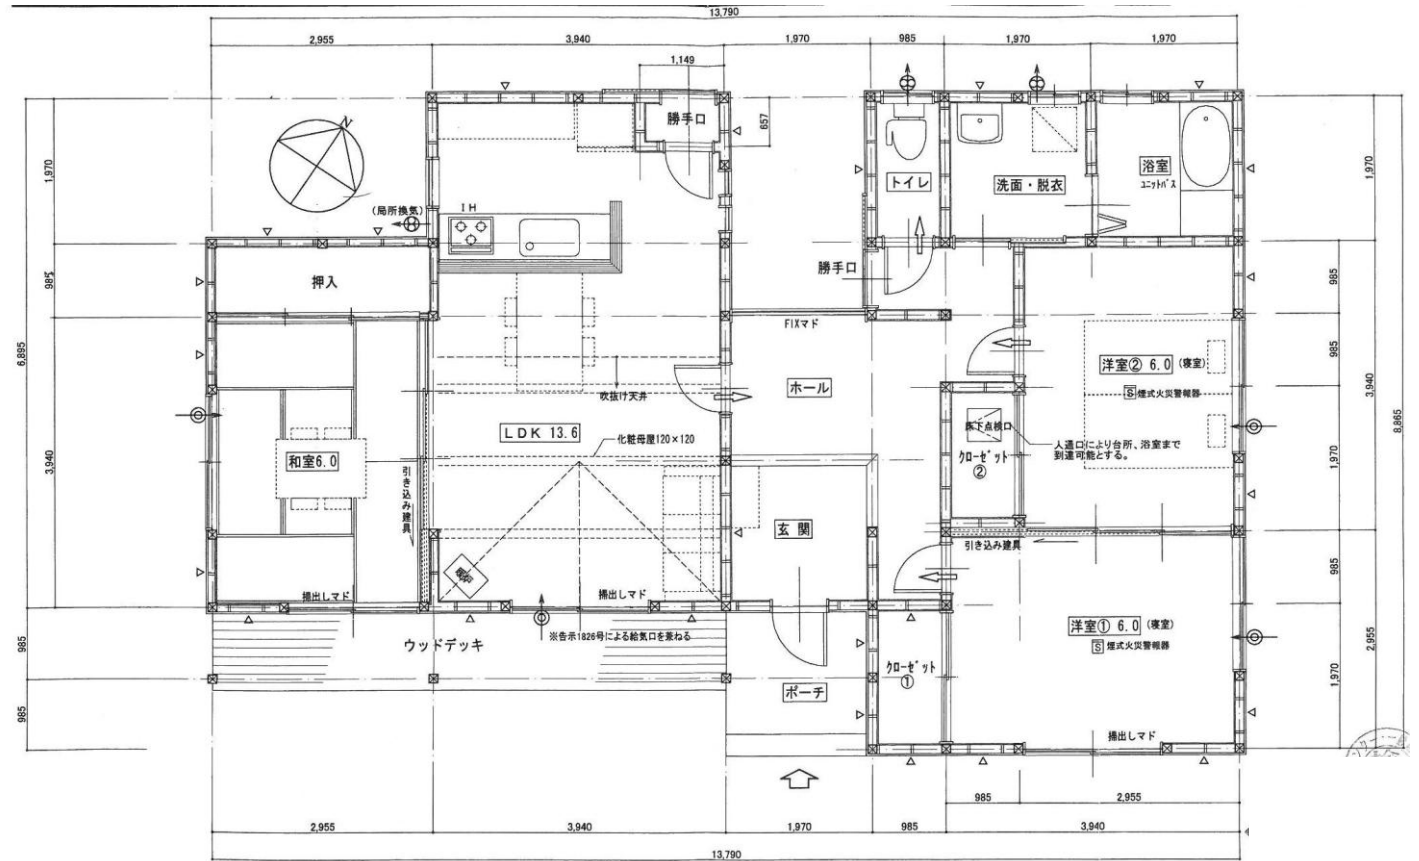 13,790
2,955
3,940
1,970
985
1,970
1,970
1,149
657
N
勝手口
トイレ
洗面・脱衣
浴室
ユニットバス
(局所換気)
IH
押入
勝手口
FIXマド
ホール
吹抜け天井
洋室② 6.0 (寝室)
S 煙式火災警報器
LDK 13.6
化粧母屋120×120
床下点検口
人通口により台所、浴室まで
到達可能とする。
クローゼット
②
和室6.0
引き込み建具
玄関
引き込み建具
掃出しマド
掃出しマド
※告示1826号による給気口を兼ねる
ウッドデッキ
洋室① 6.0 (寝室)
S 煙式火災警報器
クローゼット
①
ポーチ
掃出しマド
1,970
985
6,895
3,940
985
985
1,970
985
985
3,940
8,865
1,970
985
2,955
1,970
985
2,955
2,955
3,940
1,970
985
3,940
13,790